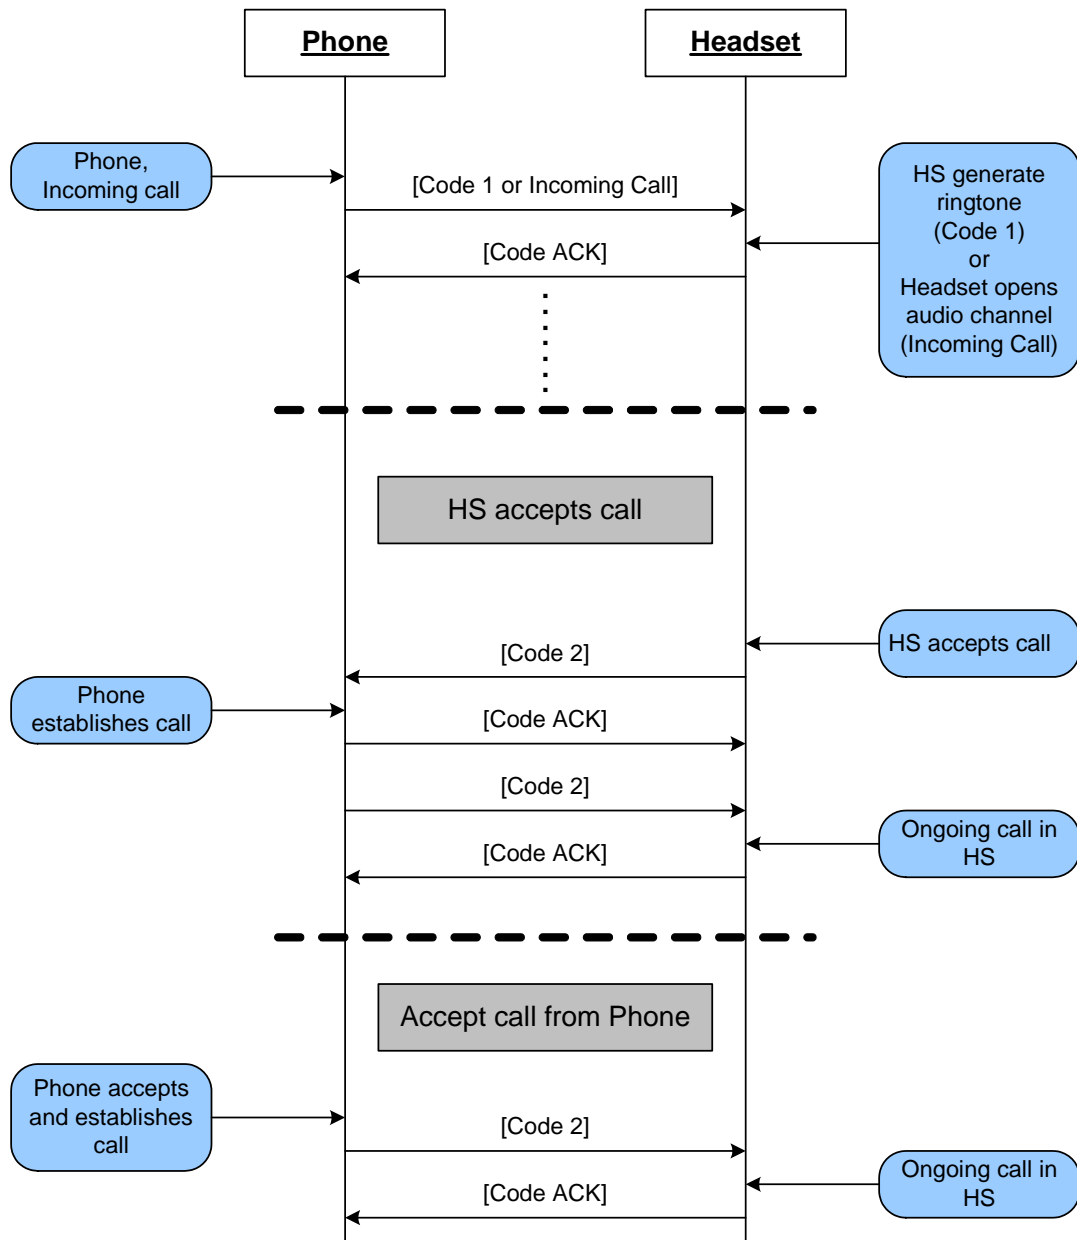 Phone
Headset
Phone,
Incoming call
[Code 1 or Incoming Call]
HS generate
ringtone
(Code 1)
or
Headset opens
audio channel
(Incoming Call)
[Code ACK]
HS accepts call
HS accepts call
[Code 2]
Phone
establishes call
[Code ACK]
[Code 2]
Ongoing call in
HS
[Code ACK]
Accept call from Phone
Phone accepts
and establishes
call
[Code 2]
Ongoing call in
HS
[Code ACK]